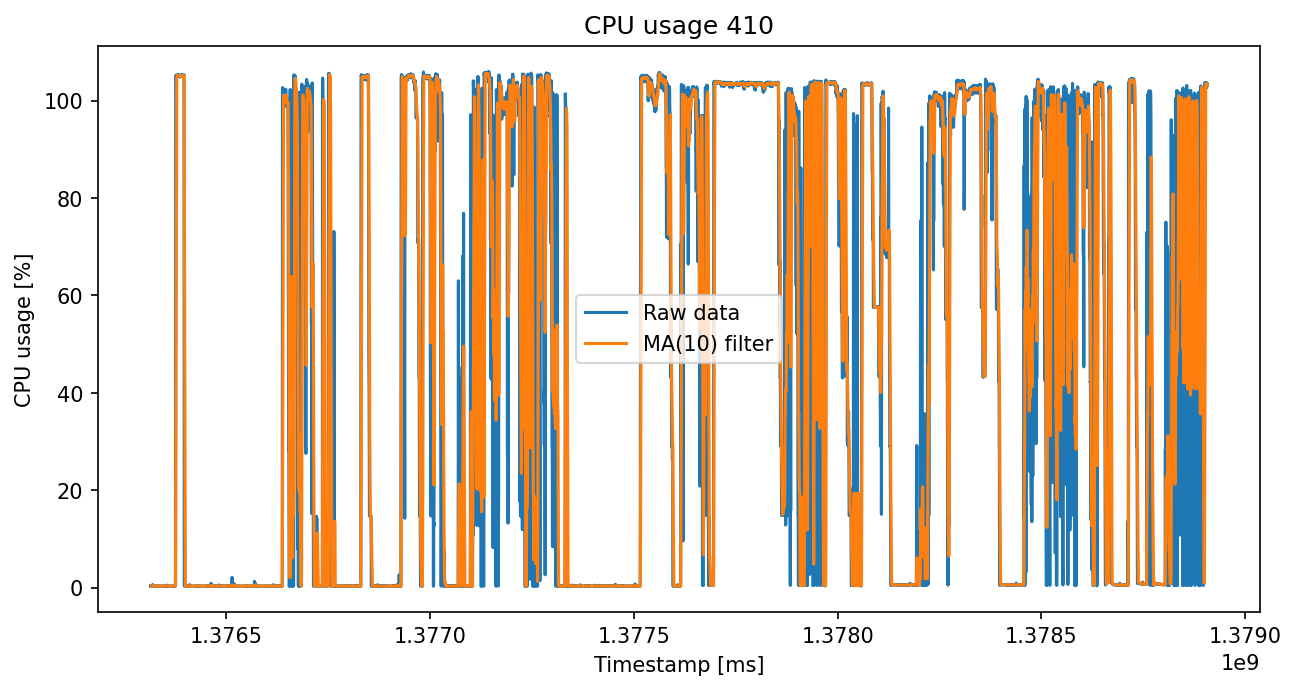 CPU usage 410
CPU usage [%]
100
80
60
40
20
0
Raw data
MA(10) filter
1.3765
1.3770
1.3775
1.3780
1.3785
1.3790
1e9
Timestamp [ms]